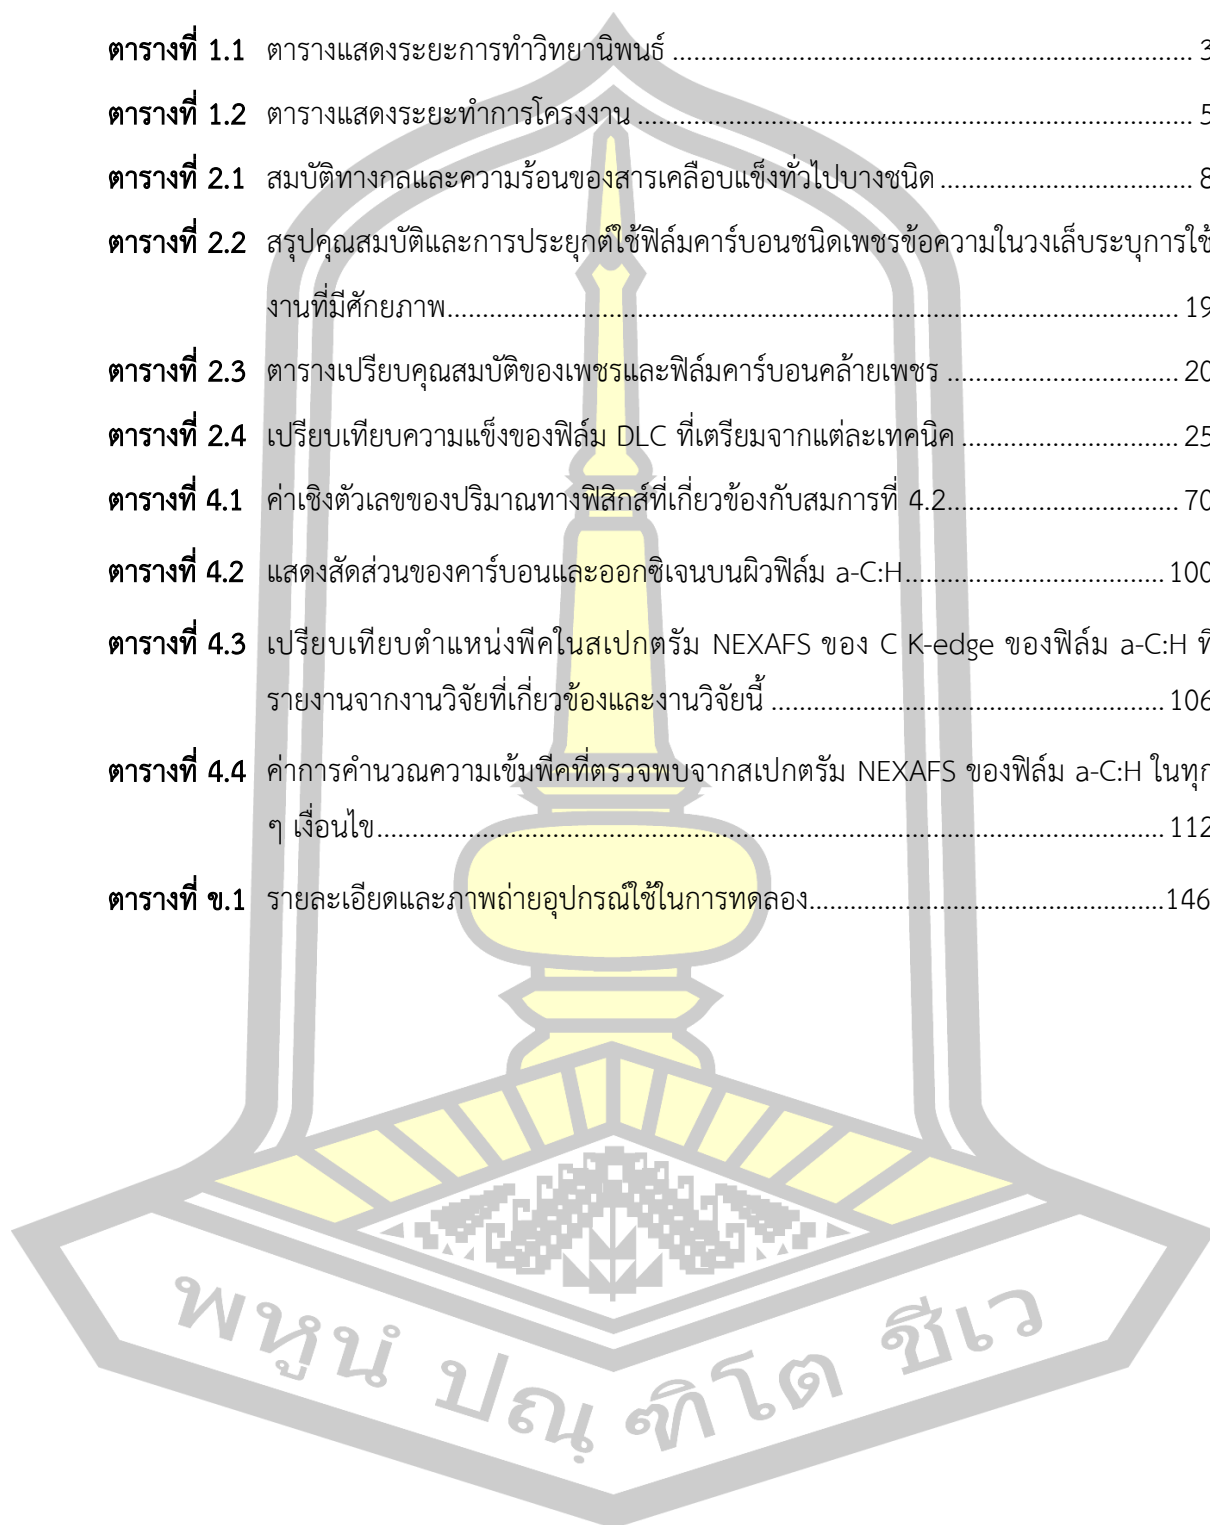 ตารางที่ 1.1 ตารางแสดงระยะการทำวิทยานิพนธ์ ........................ 3
ตารางที่ 1.2 ตารางแสดงระยะทำการโครงงาน ........................ 5
ตารางที่ 2.1 สมบัติทางกลและความร้อนของสารเคลือบแข็งทั่วไปบางชนิด ........................ 8
ตารางที่ 2.2 สรุปคุณสมบัติและการประยุกต์ใช้ฟิล์มคาร์บอนชนิดเพชรข้อความในวงเล็บระบุการใช้
งานที่มีศักยภาพ........................ 19
ตารางที่ 2.3 ตารางเปรียบคุณสมบัติของเพชรและฟิล์มคาร์บอนคล้ายเพชร ........................ 20
ตารางที่ 2.4 เปรียบเทียบความแข็งของฟิล์ม DLC ที่เตรียมจากแต่ละเทคนิค ........................ 25
ตารางที่ 4.1 ค่าเชิงตัวเลขของปริมาณทางฟิสิกส์ที่เกี่ยวข้องกับสมการที่ 4.2........................ 70
ตารางที่ 4.2 แสดงสัดส่วนของคาร์บอนและออกซิเจนบนผิวฟิล์ม a-C:H........................ 100
ตารางที่ 4.3 เปรียบเทียบตำแหน่งพีคในสเปกตรัม NEXAFS ของ C K-edge ของฟิล์ม a-C:H ที่
รายงานจากงานวิจัยที่เกี่ยวข้องและงานวิจัยนี้ ........................ 106
ตารางที่ 4.4 ค่าการคำนวณความเข้มพีคที่ตรวจพบจากสเปกตรัม NEXAFS ของฟิล์ม a-C:H ในทุก
ๆ เงื่อนไข........................ 112
ตารางที่ ข.1 รายละเอียดและภาพถ่ายอุปกรณ์ใช้ในการทดลอง........................146
พหูนํ ปณฺฑิโต ชีเว